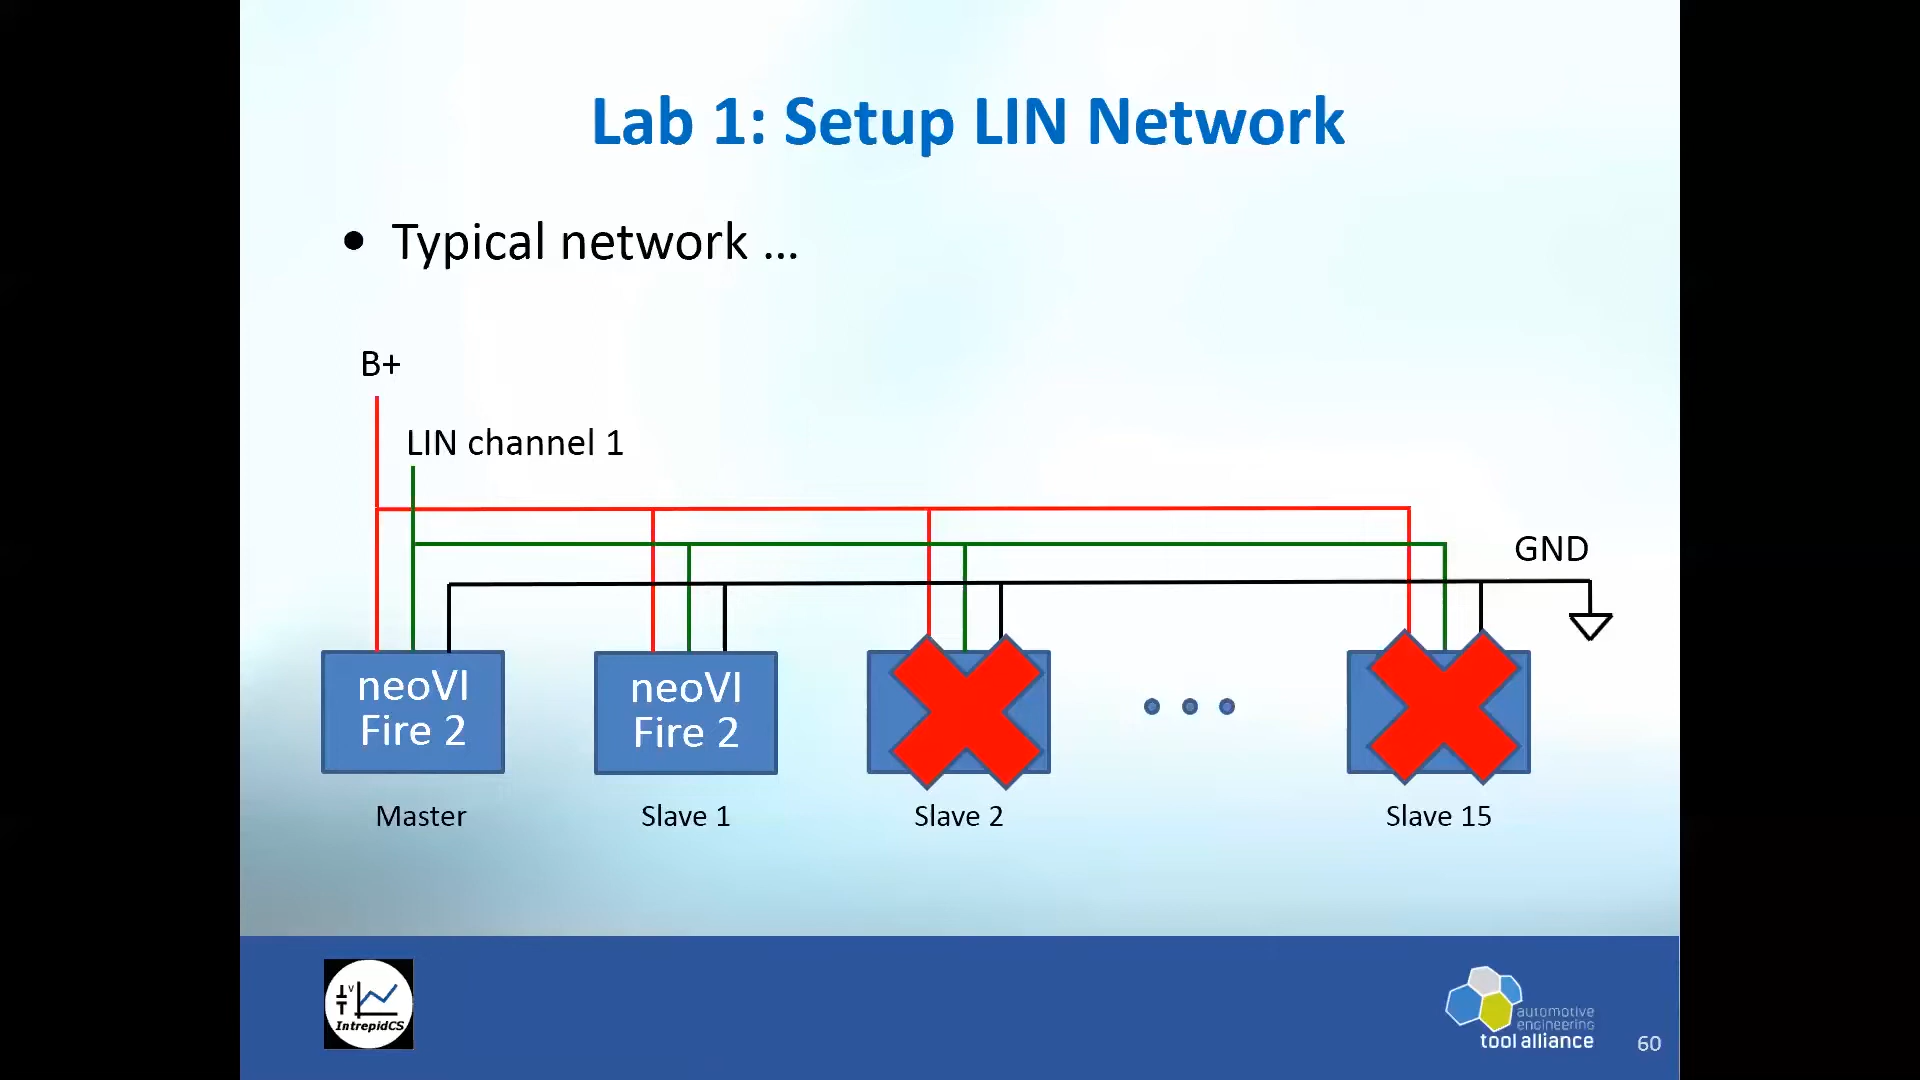 Lab 1: Setup LIN Network
• Typical network ...
B+
LIN channel 1
GND
neoVI
Fire 2
neoVI
Fire 2
Master
Slave 1
Slave 2
Slave 15
V
IntrepidCS
automotive
engineering
tool alliance
60